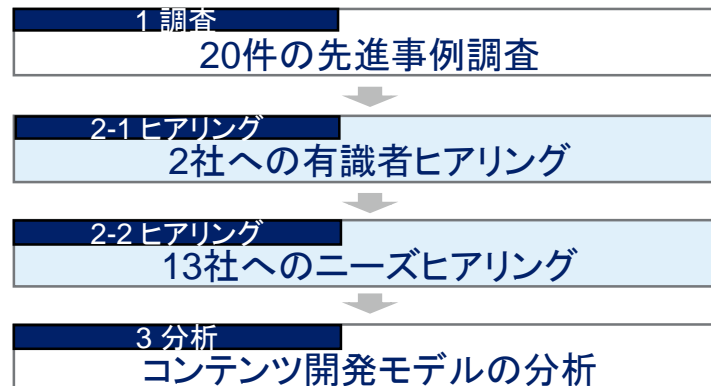 1 調査
20件の先進事例調査
2-1 ヒアリング
2社への有識者ヒアリング
2-2 ヒアリング
13社へのニーズヒアリング
3 分析
コンテンツ開発モデルの分析